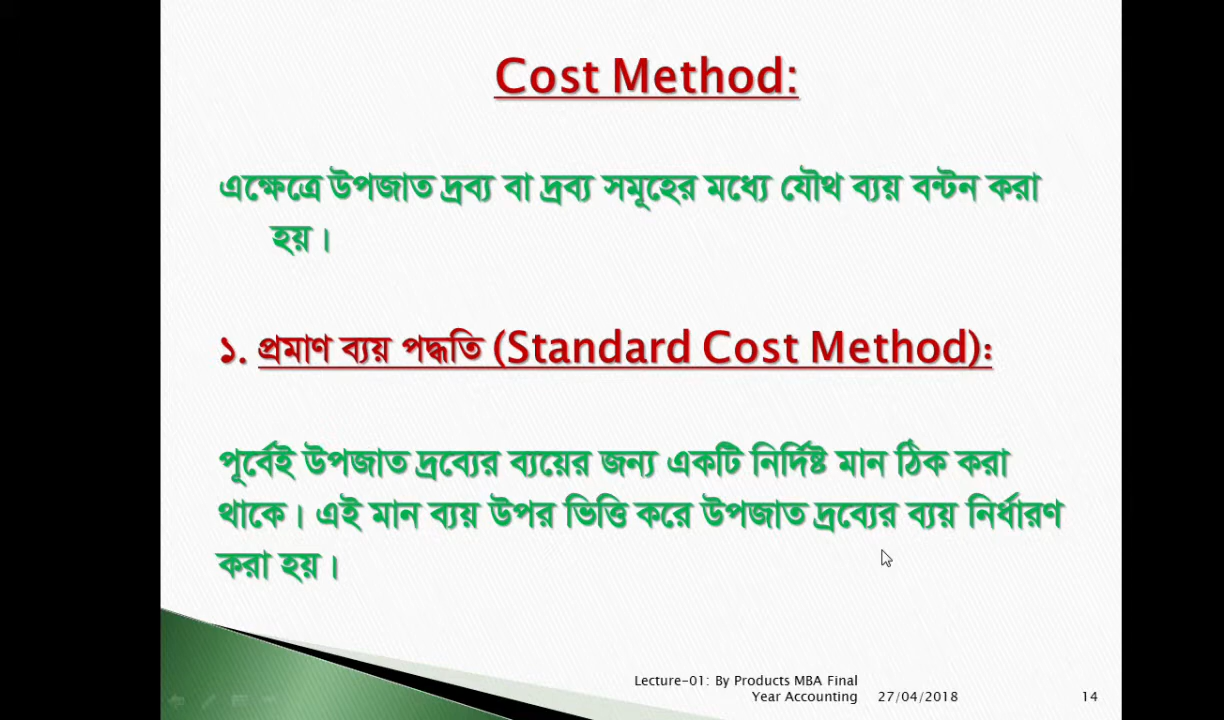 Cost Method:
এক্ষেত্রে উপজাত দ্রব্য বা দ্রব্য সমূহের মধ্যে যৌথ ব্যয় বন্টন করা
হয়।
১. প্রমাণ ব্যয় পদ্ধতি (Standard Cost Method)ঃ
পূর্বেই উপজাত দ্রব্যের ব্যয়ের জন্য একটি নির্দিষ্ট মান ঠিক করা
থাকে। এই মান ব্যয় উপর ভিত্তি করে উপজাত দ্রব্যের ব্যয় নির্ধারণ
করা হয়।
Lecture-01: By Products MBA Final
Year Accounting 27/04/2018 14